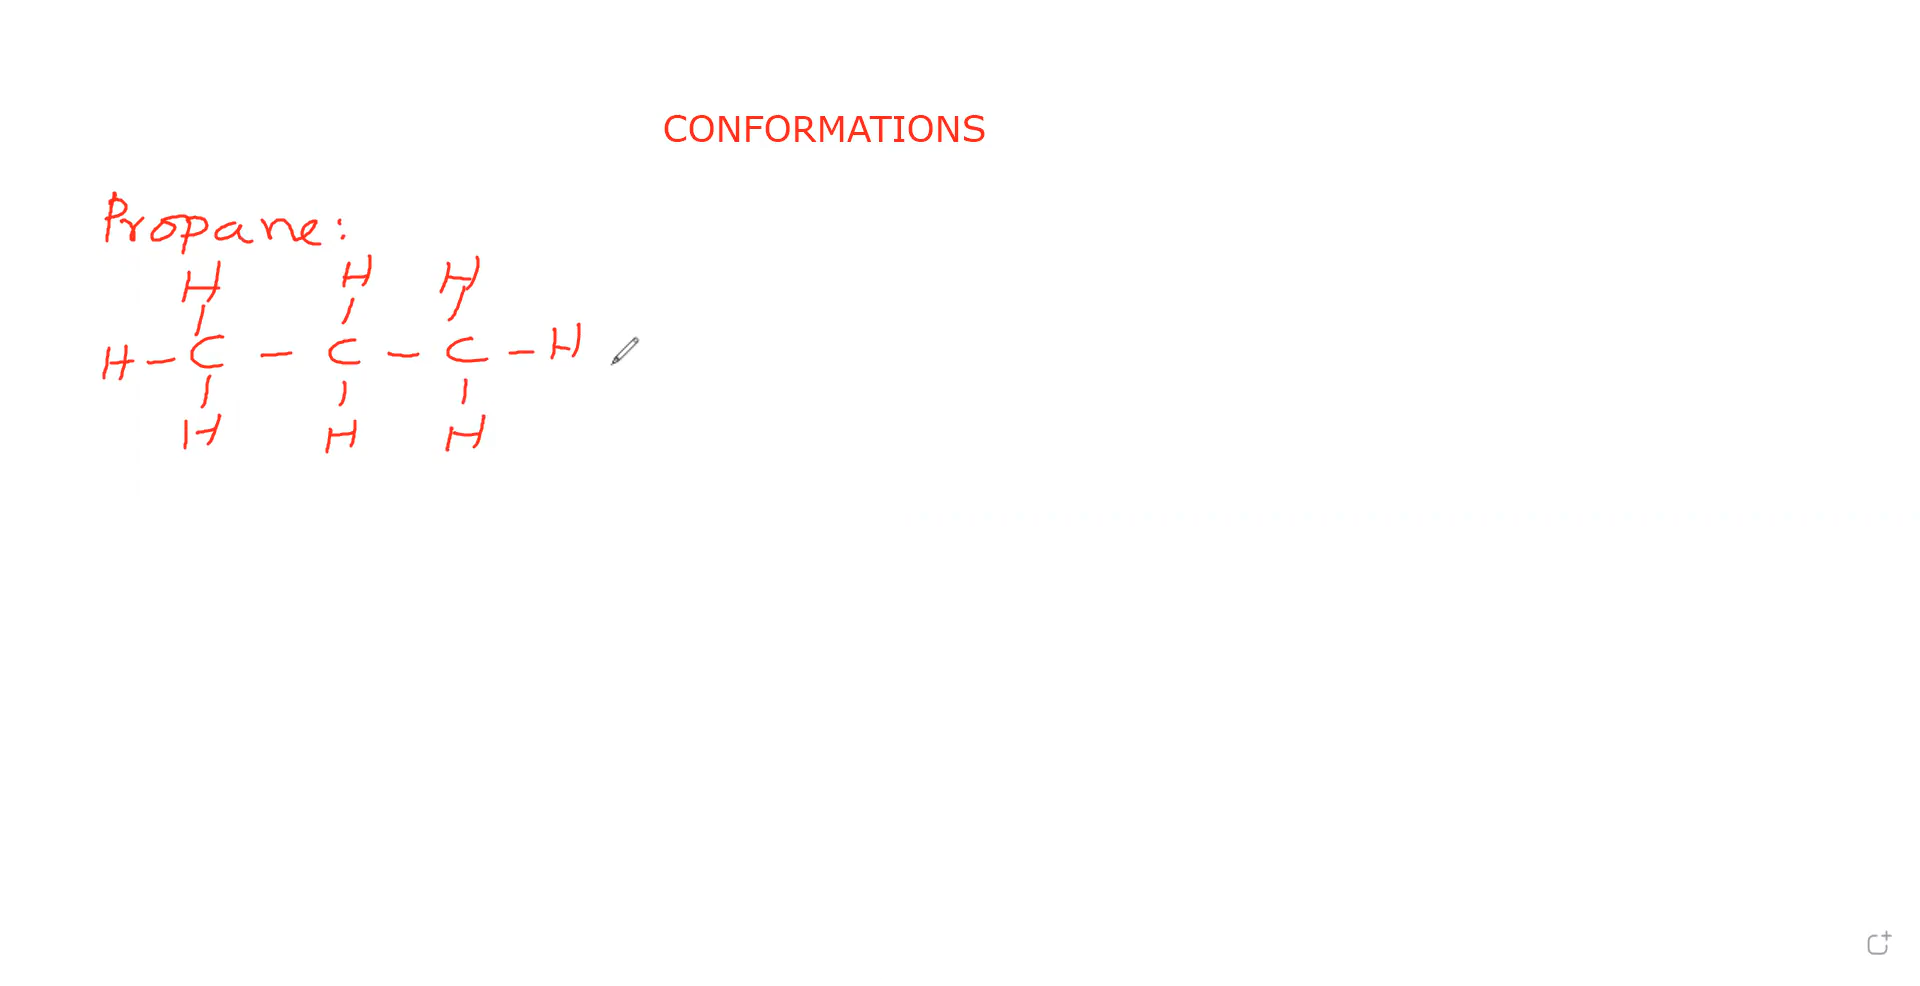 CONFORMATIONS
Propane:
H H H
H - C - C - C - H
H H H